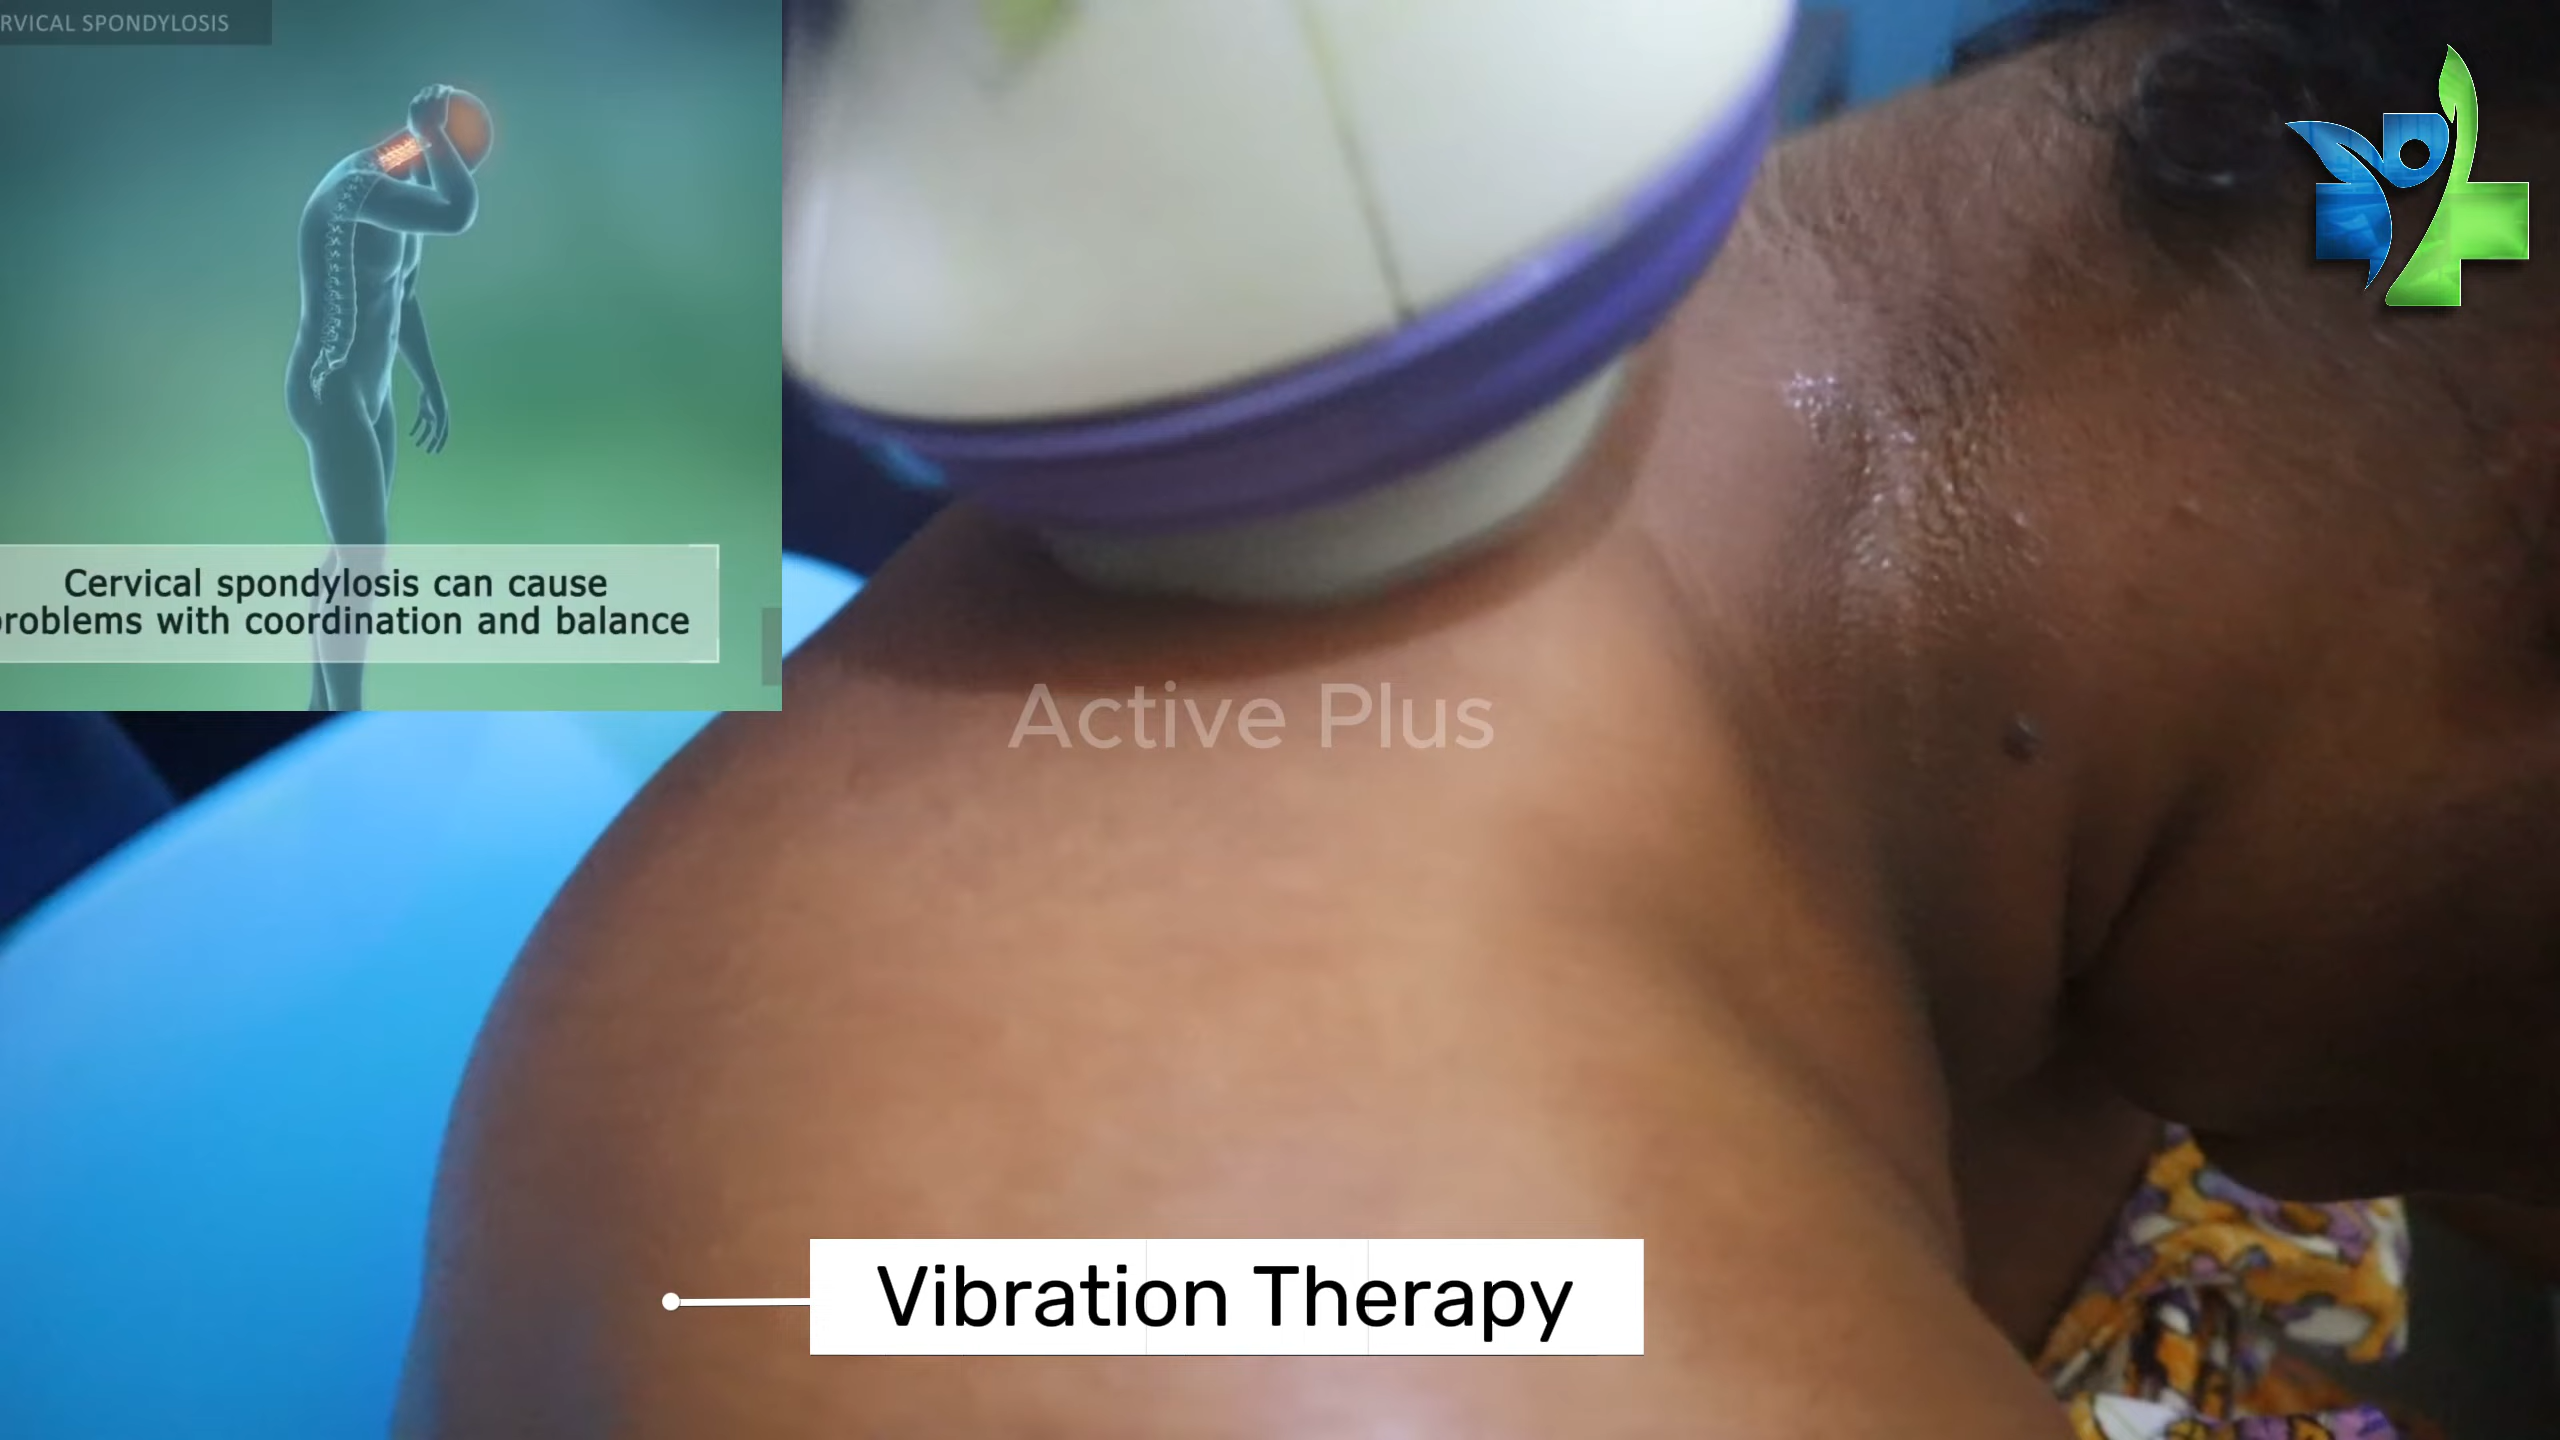 RVICAL SPONDYLOSIS
Cervical spondylosis can cause
roblems with coordination and balance
Active Plus
Vibration Therapy